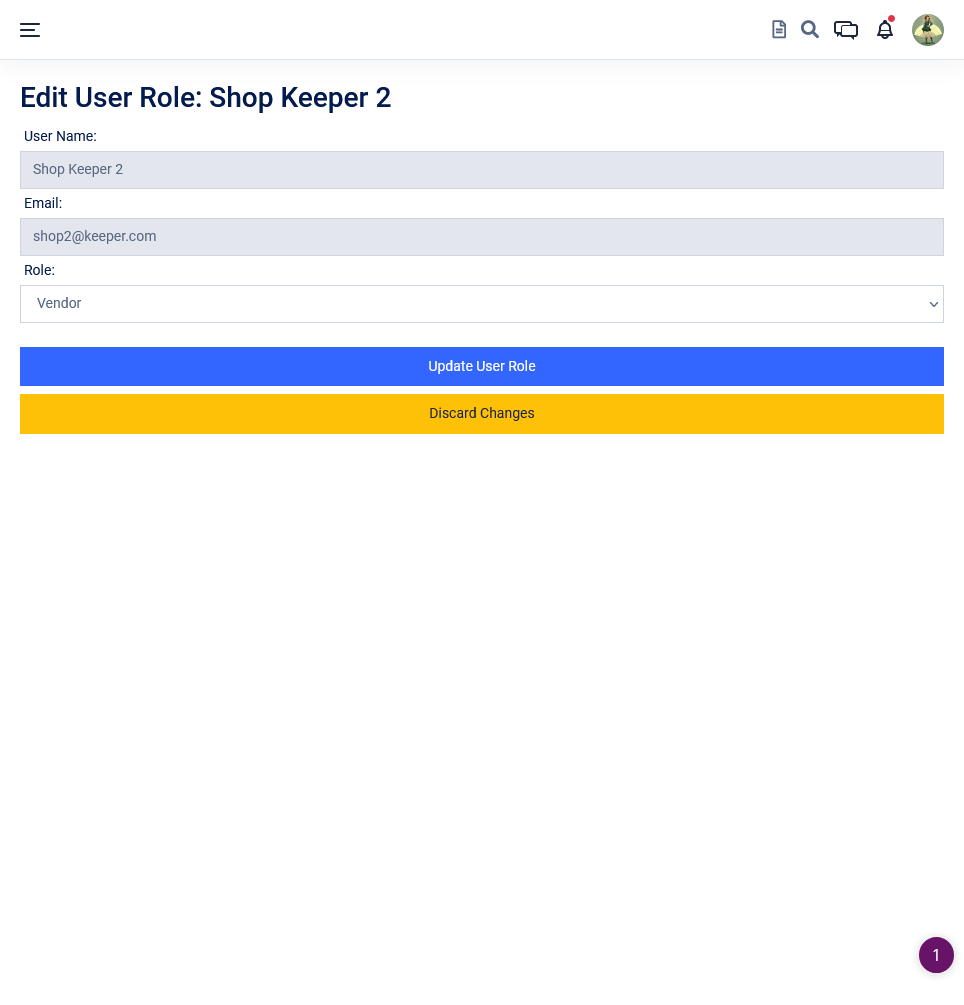 Edit User Role: Shop Keeper 2
User Name:
Shop Keeper 2
Email:
shop2@keeper.com
Role:
Vendor
Update User Role
Discard Changes
1